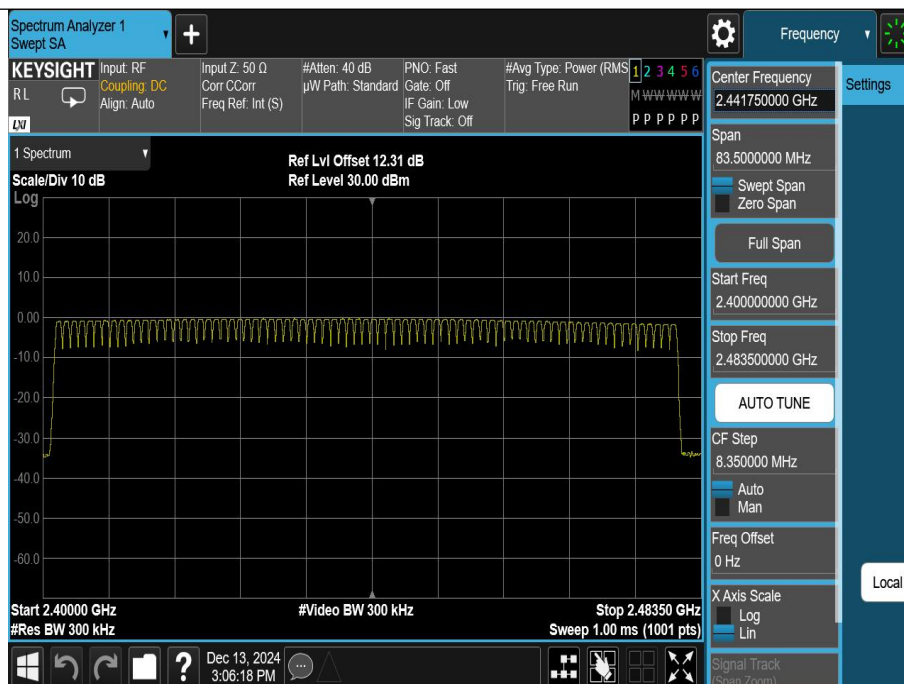 Spectrum Analyzer 1
Swept SA
Frequency
KEYSIGHT
R L
LXI
Input: RF
Coupling: DC
Align: Auto
Input Z: 50 Ω
Corr CCorr
Freq Ref: Int (S)
#Atten: 40 dB
µW Path: Standard
PNO: Fast
Gate: Off
IF Gain: Low
Sig Track: Off
#Avg Type: Power (RMS
Trig: Free Run
1 2 3 4 5 6
M W W W W W
P P P P P P
Center Frequency
2.441750000 GHz
Settings
Span
83.5000000 MHz
Swept Span
Zero Span
Full Span
Start Freq
2.400000000 GHz
Stop Freq
2.483500000 GHz
AUTO TUNE
CF Step
8.350000 MHz
Auto
Man
Freq Offset
0 Hz
X Axis Scale
Log
Lin
Signal Track
(Span Zoom)
Local
1 Spectrum
Scale/Div 10 dB
Ref Lvl Offset 12.31 dB
Ref Level 30.00 dBm
Log
20.0
10.0
0.00
-10.0
-20.0
-30.0
-40.0
-50.0
-60.0
Start 2.40000 GHz
#Res BW 300 kHz
#Video BW 300 kHz
Stop 2.48350 GHz
Sweep 1.00 ms (1001 pts)
Dec 13, 2024
3:06:18 PM